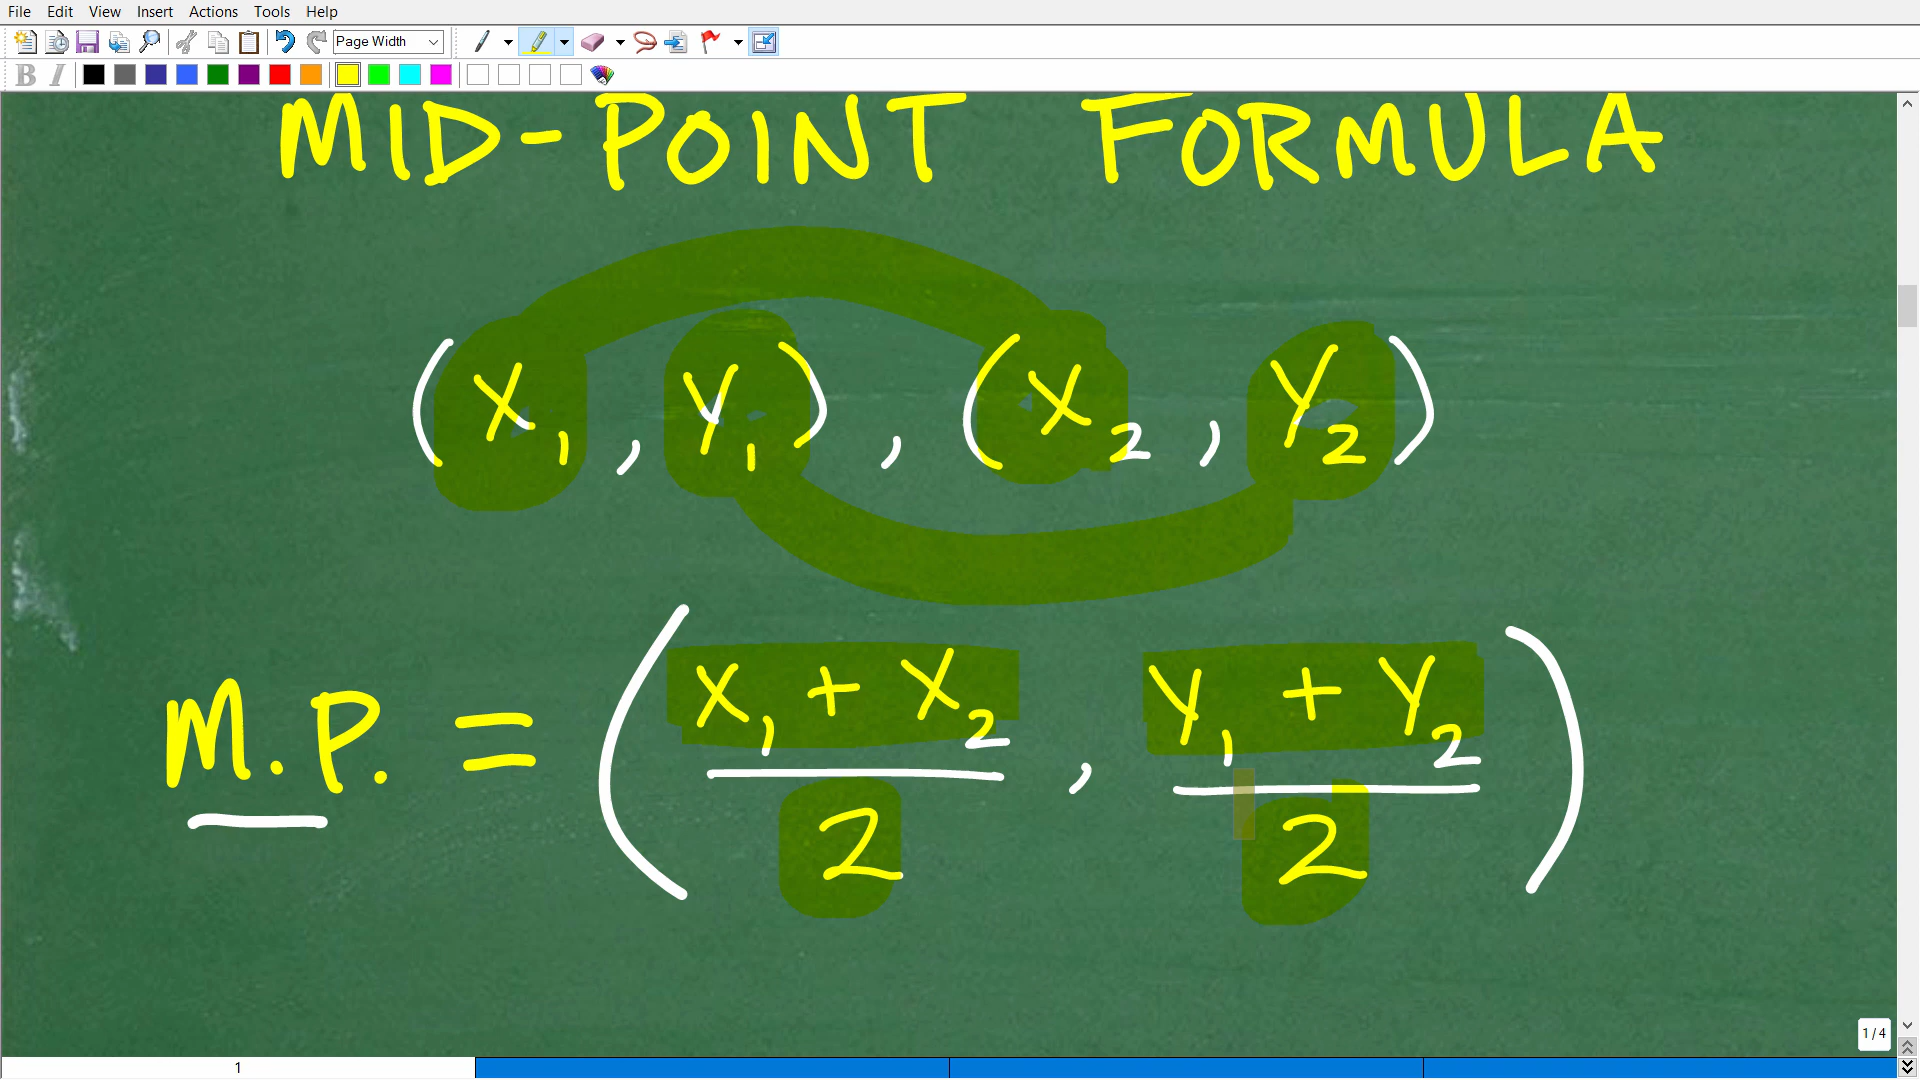 File Edit View Insert Actions Tools Help
Page Width
B I
MID-POINT FORMULA
(X₁, Y₁), (X₂, Y₂)
M.P. = (X₁ + X₂ / 2, Y₁ + Y₂ / 2)
1 / 4
1